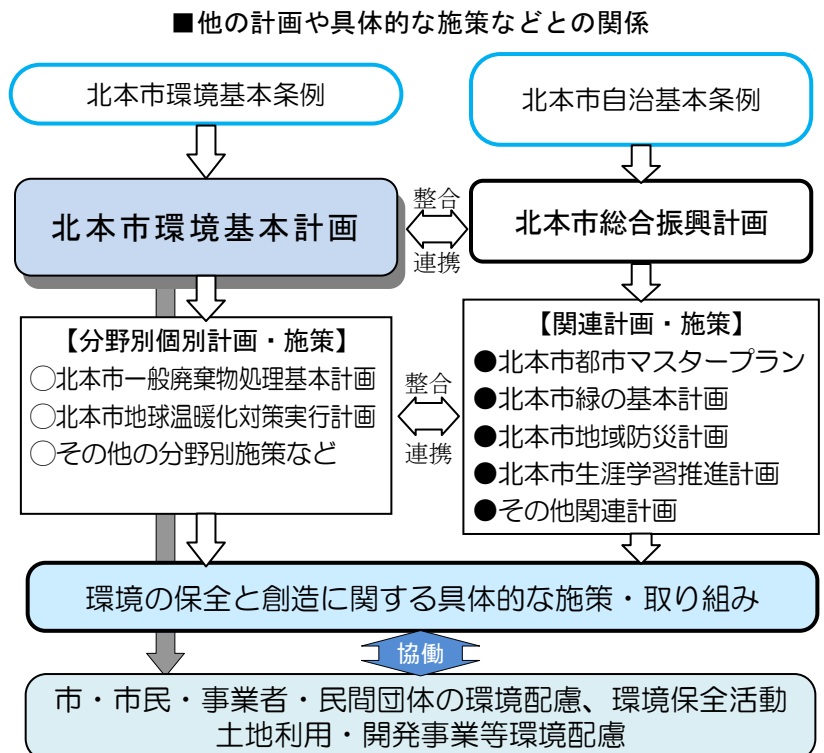 ■他の計画や具体的な施策などとの関係
北本市環境基本条例
北本市自治基本条例
北本市環境基本計画
整合
連携
北本市総合振興計画
【分野別個別計画・施策】
○北本市一般廃棄物処理基本計画
○北本市地球温暖化対策実行計画
○その他の分野別施策など
整合
連携
【関連計画・施策】
●北本市都市マスタープラン
●北本市緑の基本計画
●北本市地域防災計画
●北本市生涯学習推進計画
●その他関連計画
環境の保全と創造に関する具体的な施策・取り組み
協働
市・市民・事業者・民間団体の環境配慮、環境保全活動
土地利用・開発事業等環境配慮